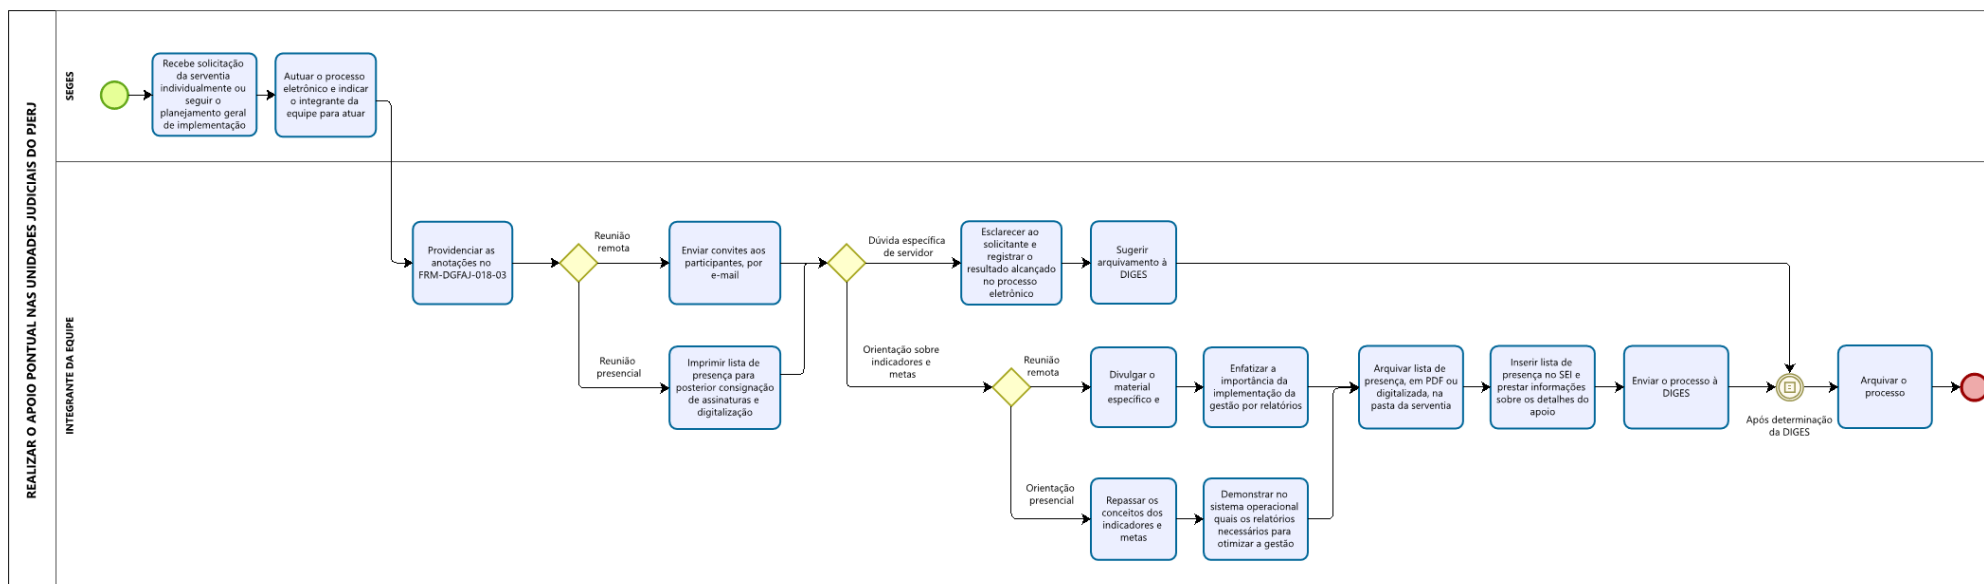 REALIZAR O APOIO PONTUAL NAS UNIDADES JUDICIAIS DO PJERJ
SEGES
Recebe solicitação
da serventia
individualmente ou
seguir o
planejamento geral
de implementação
Autuar o processo
eletrônico e indicar
o integrante da
equipe para atuar
INTEGRANTE DA EQUIPE
Providenciar as
anotações no
FRM-DGFAJ-018-03
Reunião
remota
Enviar convites aos
participantes, por
e-mail
Reunião
presencial
Imprimir lista de
presença para
posterior consignação
de assinaturas e
digitalização
Dúvida específica
de servidor
Esclarecer ao
solicitante e
registrar o
resultado alcançado
no processo
eletrônico
Sugerir
arquivamento à
DIGES
Orientação sobre
indicadores e
metas
Reunião
remota
Divulgar o
material
específico e
Enfatizar a
importância da
implementação da
gestão por relatórios
Orientação
presencial
Repassar os
conceitos dos
indicadores e
metas
Demonstrar no
sistema operacional
quais os relatórios
necessários para
otimizar a gestão
Arquivar lista de
presença, em PDF ou
digitalizada, na
pasta da serventia
Inserir lista de
presença no SEI e
prestar informações
sobre os detalhes do
apoio
Enviar o processo à
DIGES
Após determinação
da DIGES
Arquivar o
processo